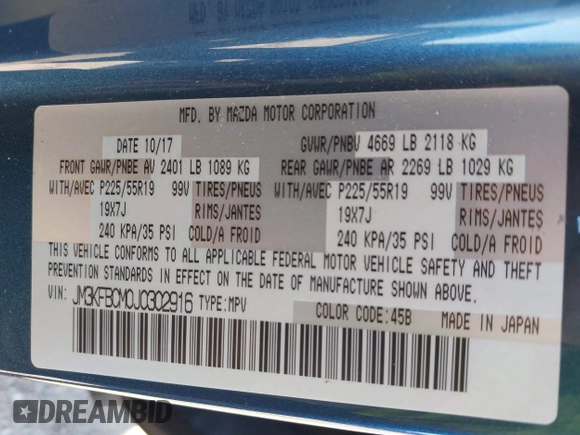 MFD. BY MAZDA MOTOR CORPORATION
DATE 10/17 GVWR/PNBV 4669 LB 2118 KG
FRONT GAWR/PNBE AV 2401 LB 1089 KG REAR GAWR/PNBE AR 2269 LB 1029 KG
WITH/AVEC P225/55R19 99V TIRES/PNEUS WITH/AVEC P225/55R19 99V TIRES/PNEUS
19X7J RIMS/JANTES 19X7J RIMS/JANTES
240 KPA/35 PSI COLD/A FROID 240 KPA/35 PSI COLD/A FROID
THIS VEHICLE CONFORMS TO ALL APPLICABLE FEDERAL MOTOR VEHICLE SAFETY AND THEFT
PREVENTION STANDARDS IN EFFECT ON THE DATE OF MANUFACTURE SHOWN ABOVE.
VIN: JM3KFBCM0J0302916 TYPE: MPV
COLOR CODE:45B MADE IN JAPAN
DREAMBID